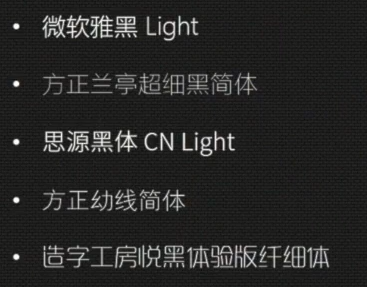 • 微软雅黑 Light
• 方正兰亭超细黑简体
• 思源黑体 CN Light
• 方正幼线简体
• 造字工房悦黑体验版纤细体